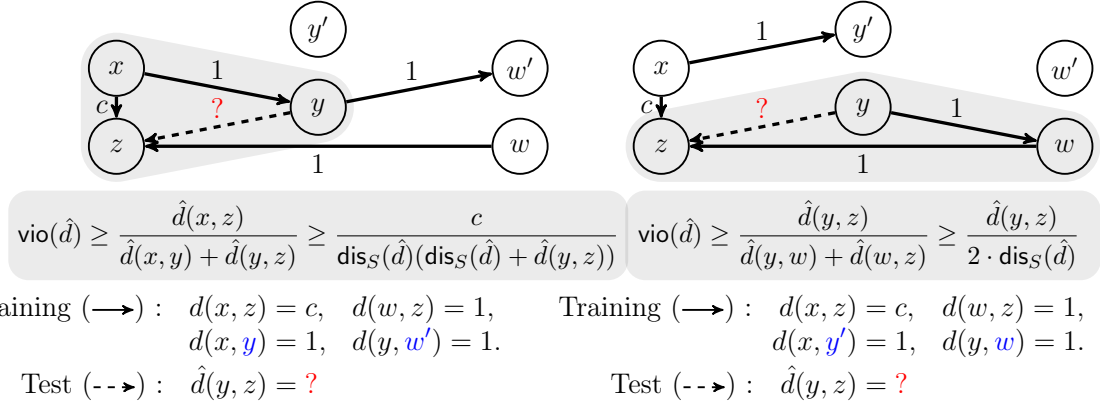 y′
x 1 1 w′
c ? y
z w
1
vio(d̂) ≥ d̂(x, z) / (d̂(x, y) + d̂(y, z)) ≥ c / (dis_S(d̂)(dis_S(d̂) + d̂(y, z)))
aining (→) : d(x, z) = c, d(w, z) = 1,
d(x, y) = 1, d(y, w′) = 1.
Test (⇢) : d̂(y, z) = ?
1 y′
x w′
c ? y 1
z w
1
vio(d̂) ≥ d̂(y, z) / (d̂(y, w) + d̂(w, z)) ≥ d̂(y, z) / (2 · dis_S(d̂))
Training (→) : d(x, z) = c, d(w, z) = 1,
d(x, y′) = 1, d(y, w) = 1.
Test (⇢) : d̂(y, z) = ?